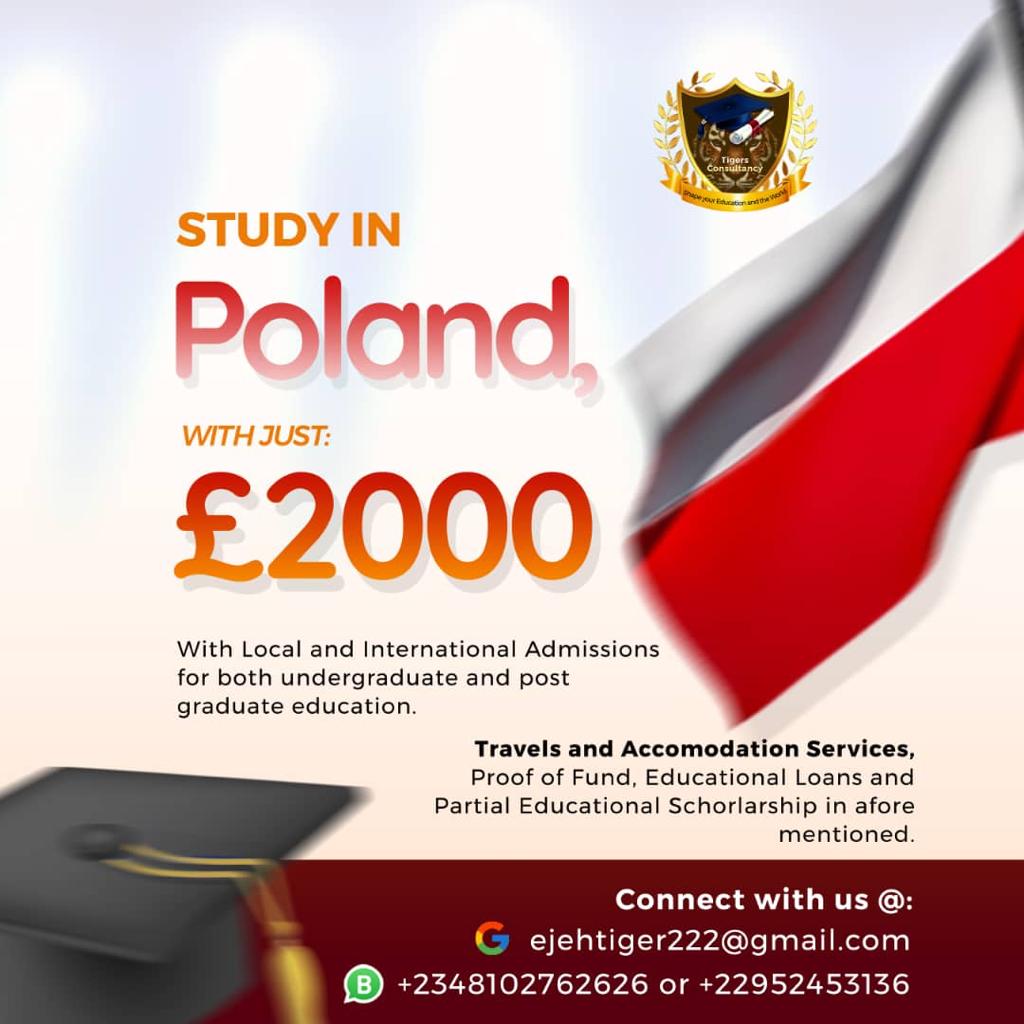 Tigers
Consultancy
Shape your Education and the World
STUDY IN
Poland,
WITH JUST:
£2000
With Local and International Admissions
for both undergraduate and post
graduate education.
Travels and Accomodation Services,
Proof of Fund, Educational Loans and
Partial Educational Schorlarship in afore
mentioned.
Connect with us @:
ejehtiger222@gmail.com
+2348102762626 or +22952453136